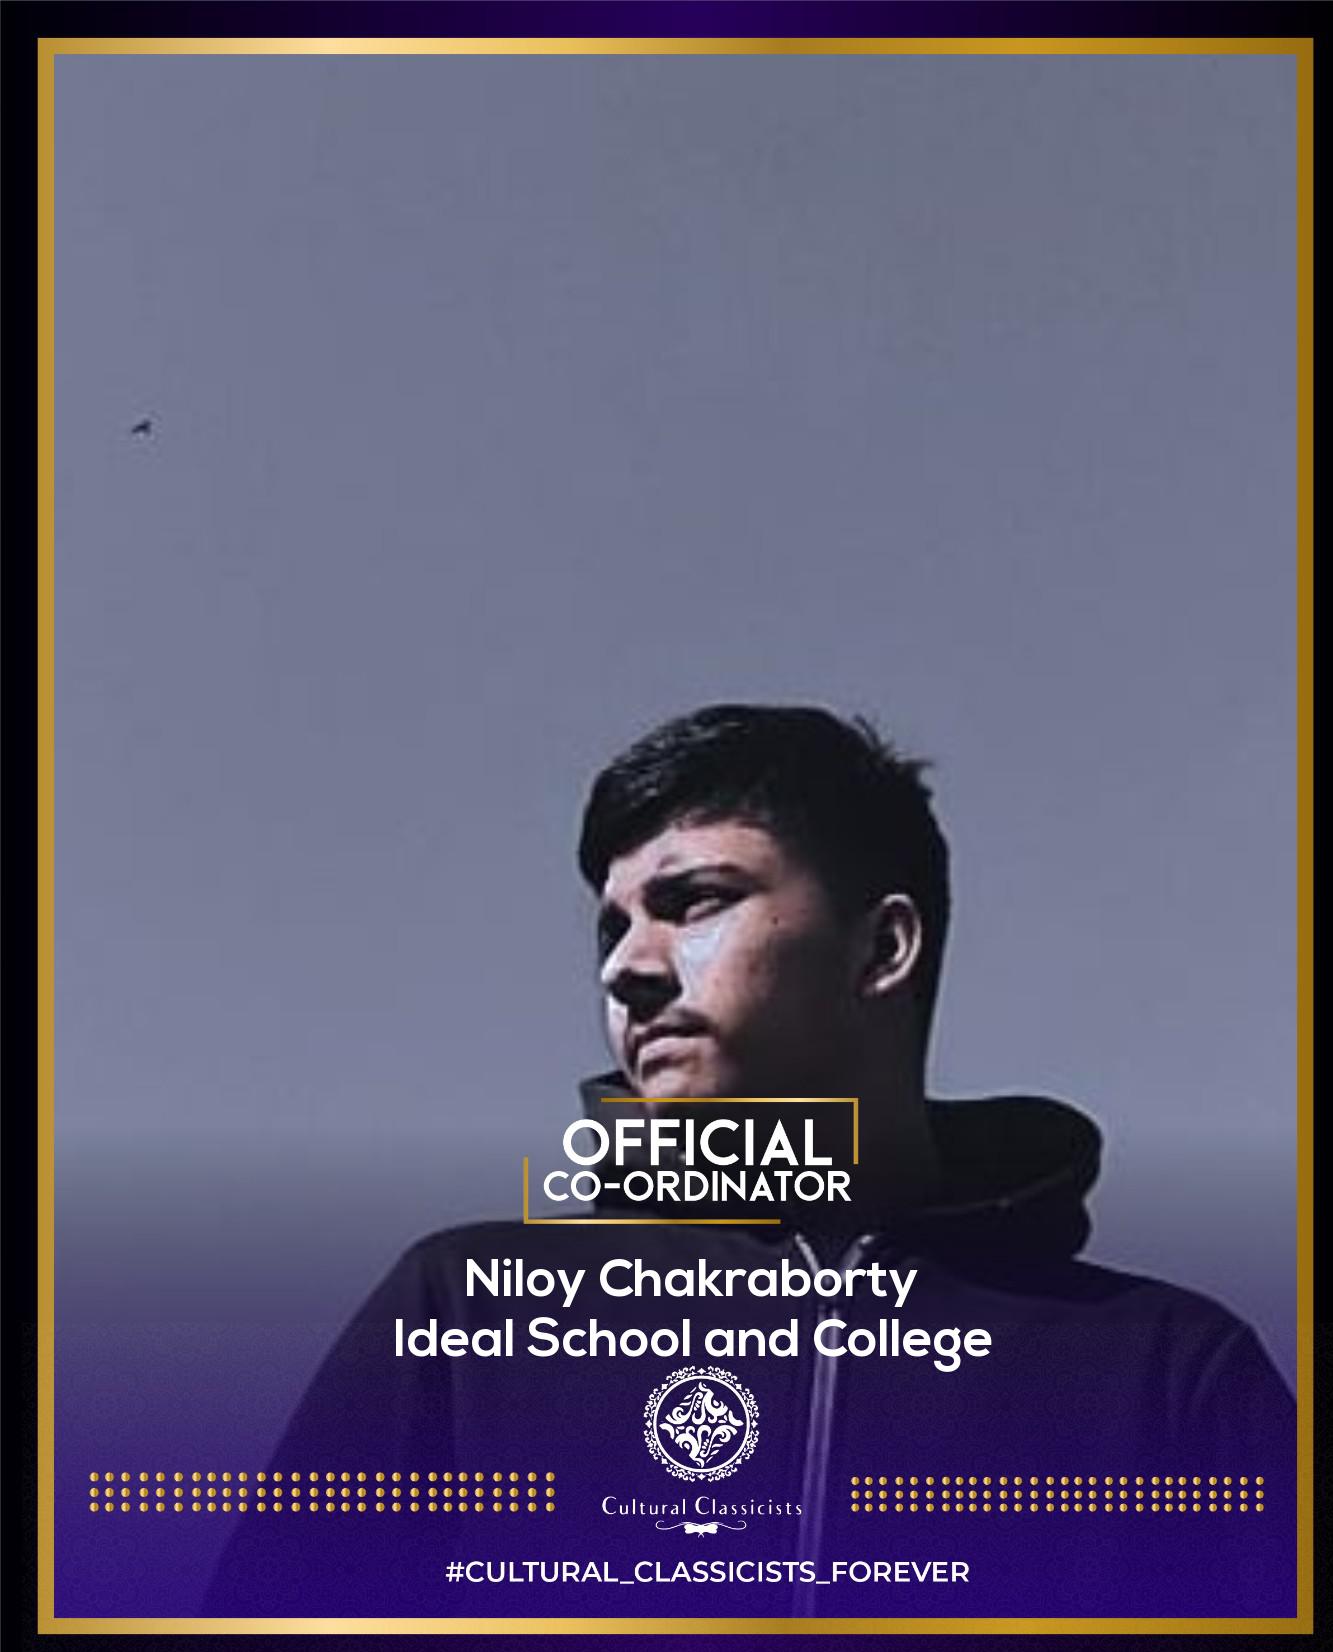 OFFICIAL
CO-ORDINATOR
Niloy Chakraborty
Ideal School and College
Cultural Classicists
#CULTURAL_CLASSICISTS_FOREVER